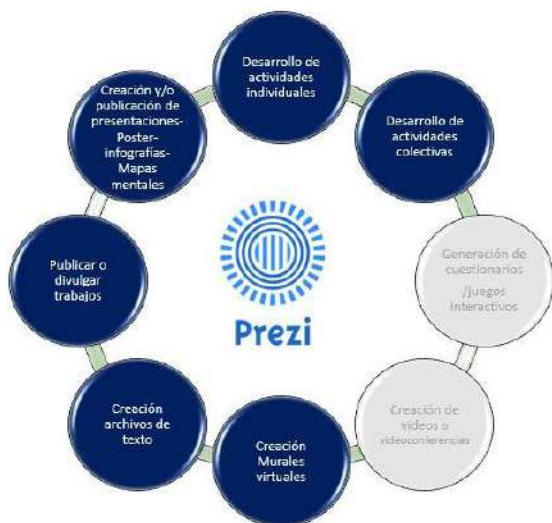 Desarrollo de
actividades
individuales
Desarrollo de
actividades
colectivas
Generación de
cuestionarios
/juegos
interactivos
Creación de
videos o
videoconferencias
Creación
Murales
virtuales
Creación
archivos de
texto
Publicar o
divulgar
trabajos
Creación y/o
publicación de
presentaciones-
Poster-
infografías-
Mapas
mentales
Prezi